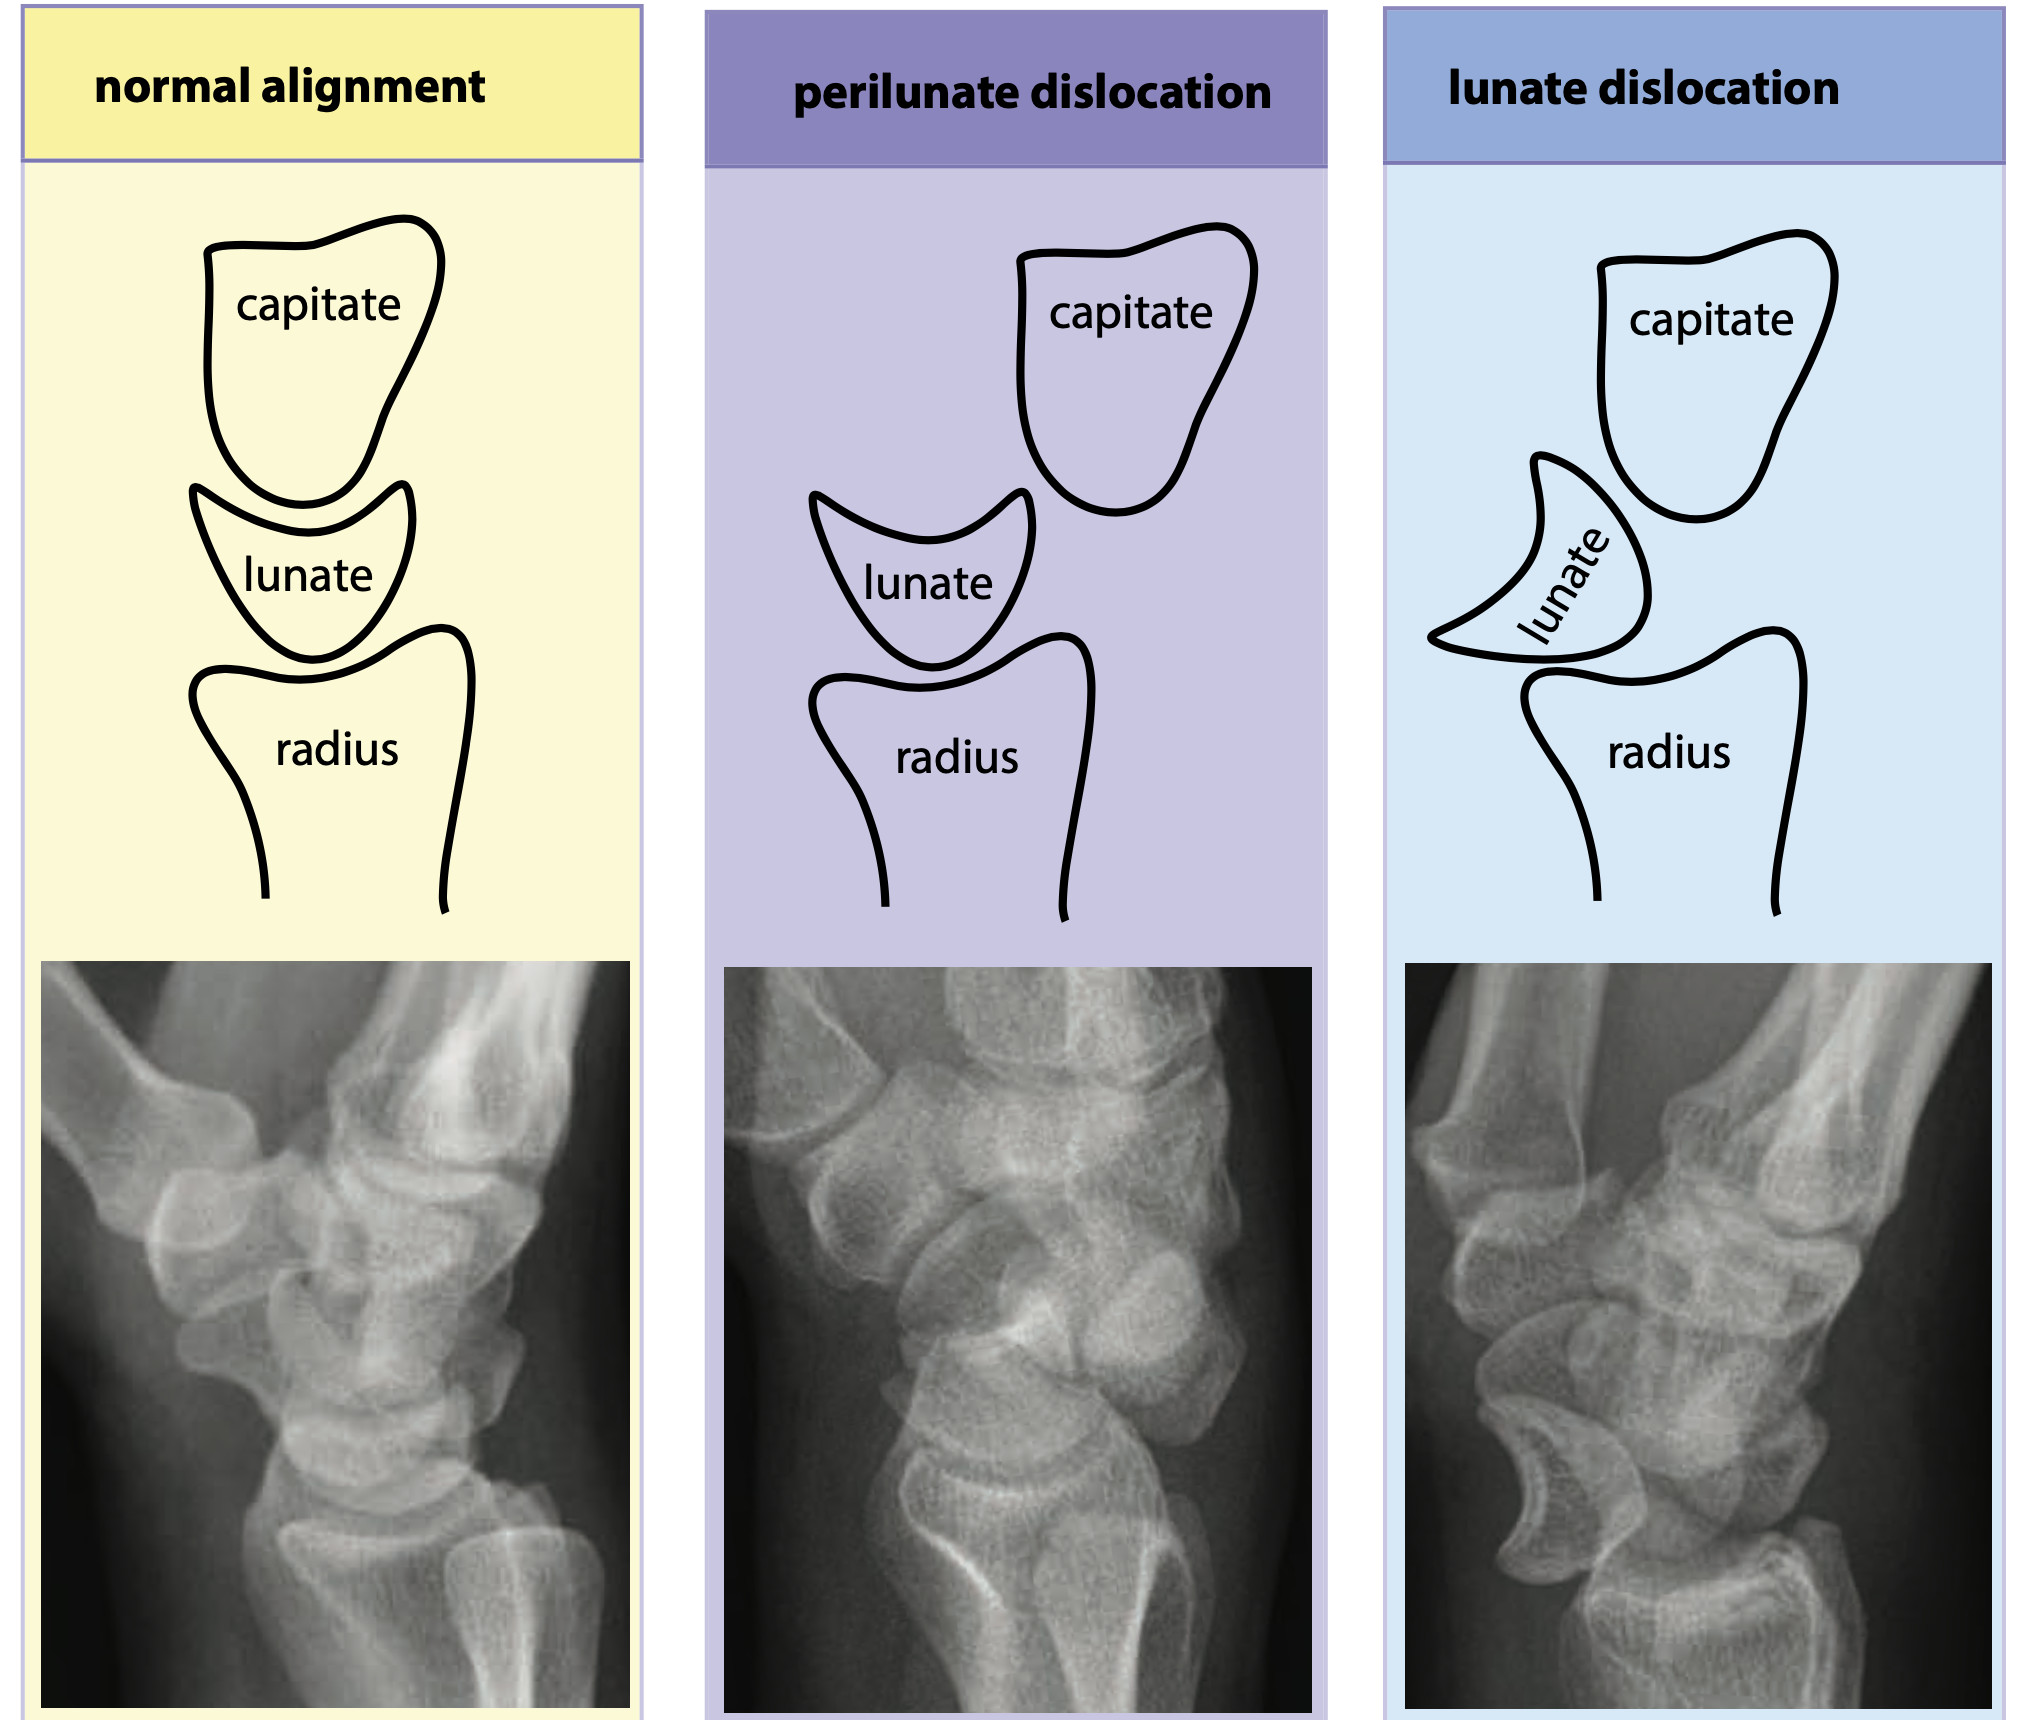 normal alignment
capitate
lunate
radius
perilunate dislocation
capitate
lunate
radius
lunate dislocation
capitate
lunate
radius